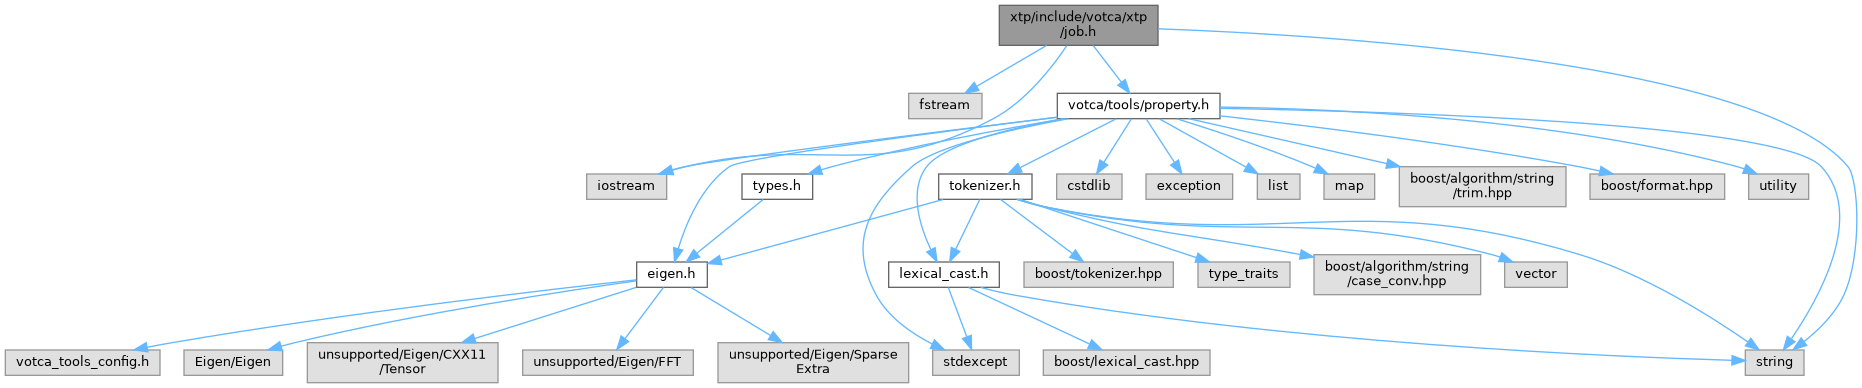 xtp/include/votca/xtp
/job.h
fstream
votca/tools/property.h
iostream
types.h
tokenizer.h
cstdlib
exception
list
map
boost/algorithm/string
/trim.hpp
boost/format.hpp
utility
eigen.h
lexical_cast.h
boost/tokenizer.hpp
type_traits
boost/algorithm/string
/case_conv.hpp
vector
votca_tools_config.h
Eigen/Eigen
unsupported/Eigen/CXX11
/Tensor
unsupported/Eigen/FFT
unsupported/Eigen/Sparse
Extra
stdexcept
boost/lexical_cast.hpp
string